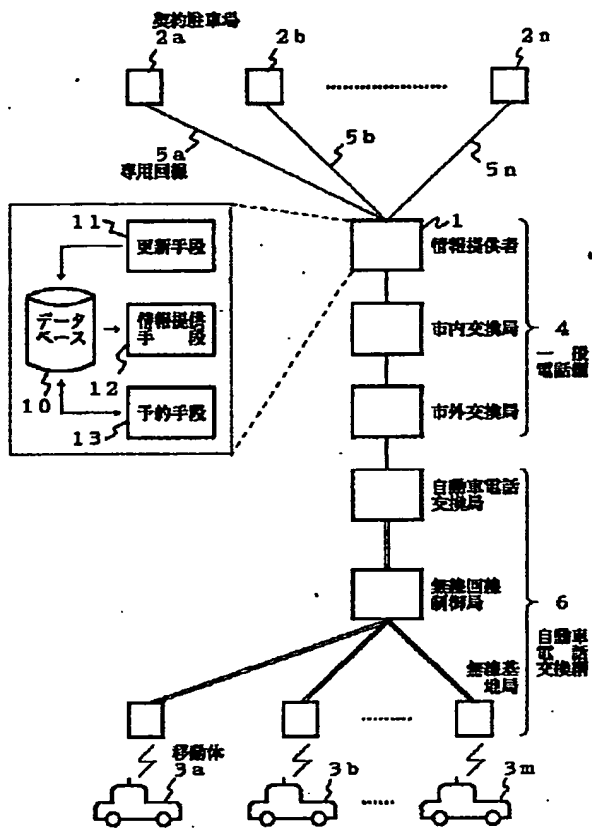 契約駐車場
2a 2b 2n
5a 5b 5n
専用回線
11
更新手段
データ
ベース
10
情報提供
手段
12
予約手段
13
1
情報提供者
市内交換局
市外交換局
4
一般
電話網
自動車電話
交換局
無線回線
制御局
無線基
地局
6
自動車
電話
交換網
移動体
3a 3b 3m